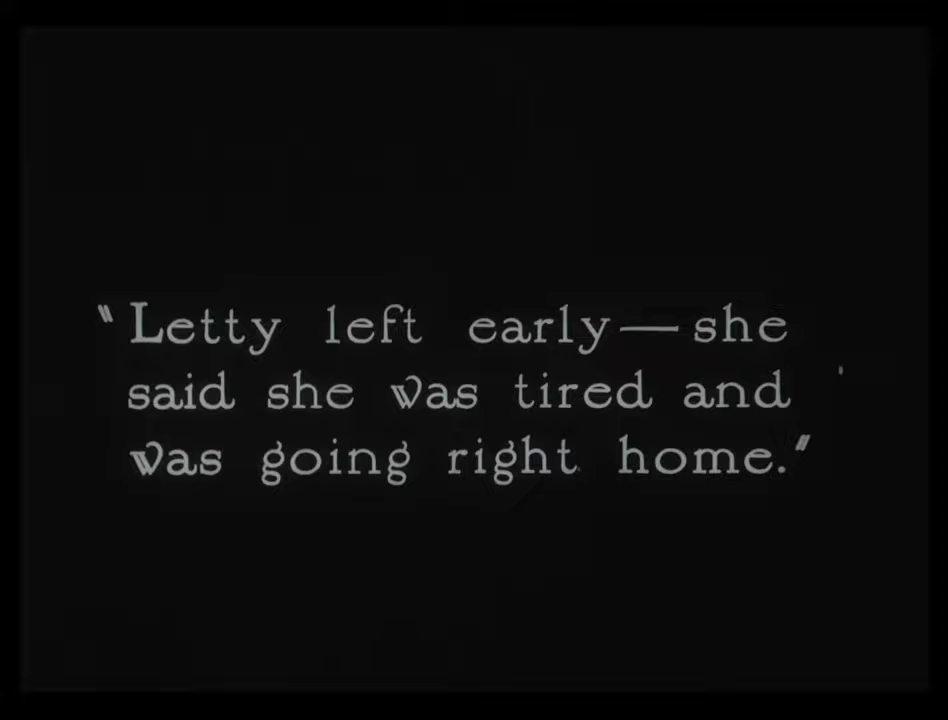 "Letty left early—she
said she was tired and
was going right home."